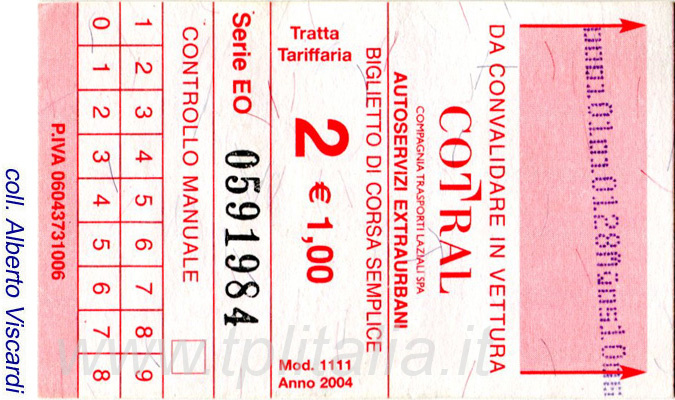 DA CONVALIDARE IN VETTURA
COTRAL
COMPAGNIA TRASPORTI LAZIALI SPA
AUTOSERVIZI EXTRAURBANI
BIGLIETTO DI CORSA SEMPLICE
Tratta
Tariffaria
2 € 1,00
Mod. 1111
Anno 2004
Serie EO 0591984
CONTROLLO MANUALE
1 2 3 4 5 6 7 8 9
0 1 2 3 4 5 6 7 8
P.IVA 06043731006
coll. Alberto Viscardi
www.tplitalia.it